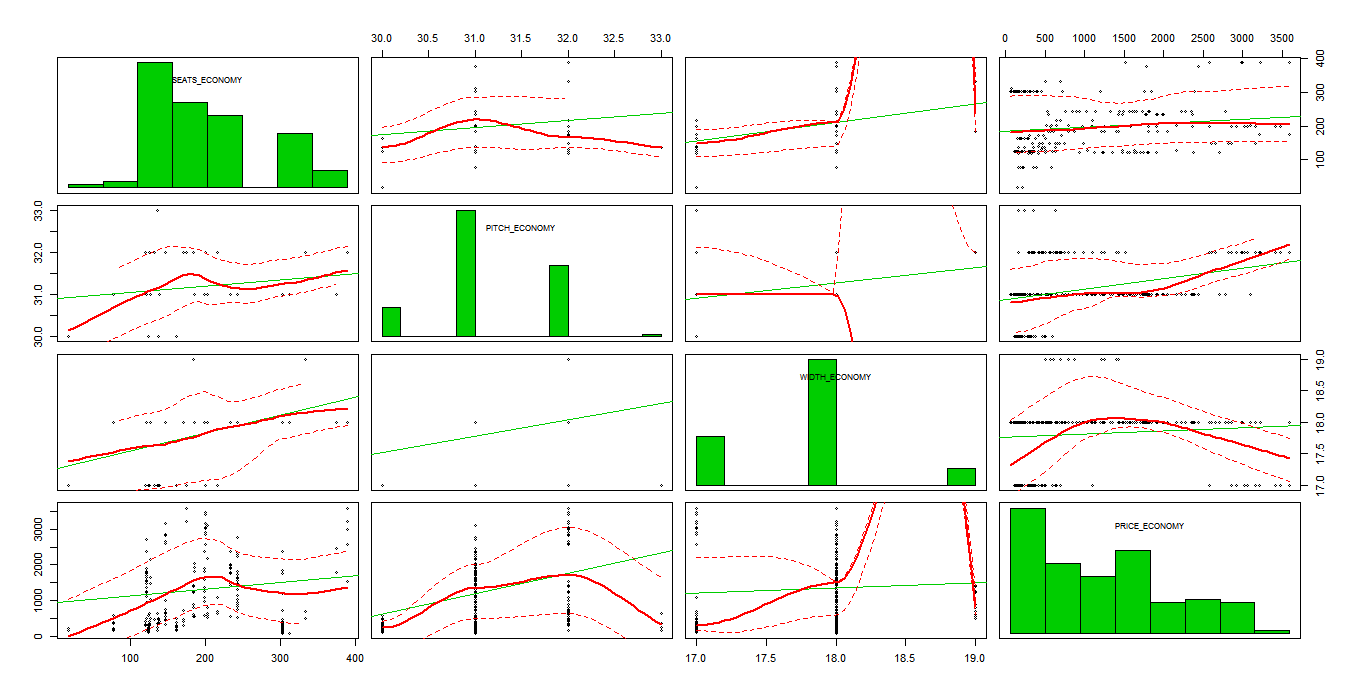 30.0 30.5 31.0 31.5 32.0 32.5 33.0
0 500 1000 1500 2000 2500 3000 3500
SEATS_ECONOMY
100 200 300 400
30.0 31.0 32.0 33.0
PITCH_ECONOMY
WIDTH_ECONOMY
17.0 17.5 18.0 18.5 19.0
0 1000 2000 3000
PRICE_ECONOMY
100 200 300 400
17.0 17.5 18.0 18.5 19.0